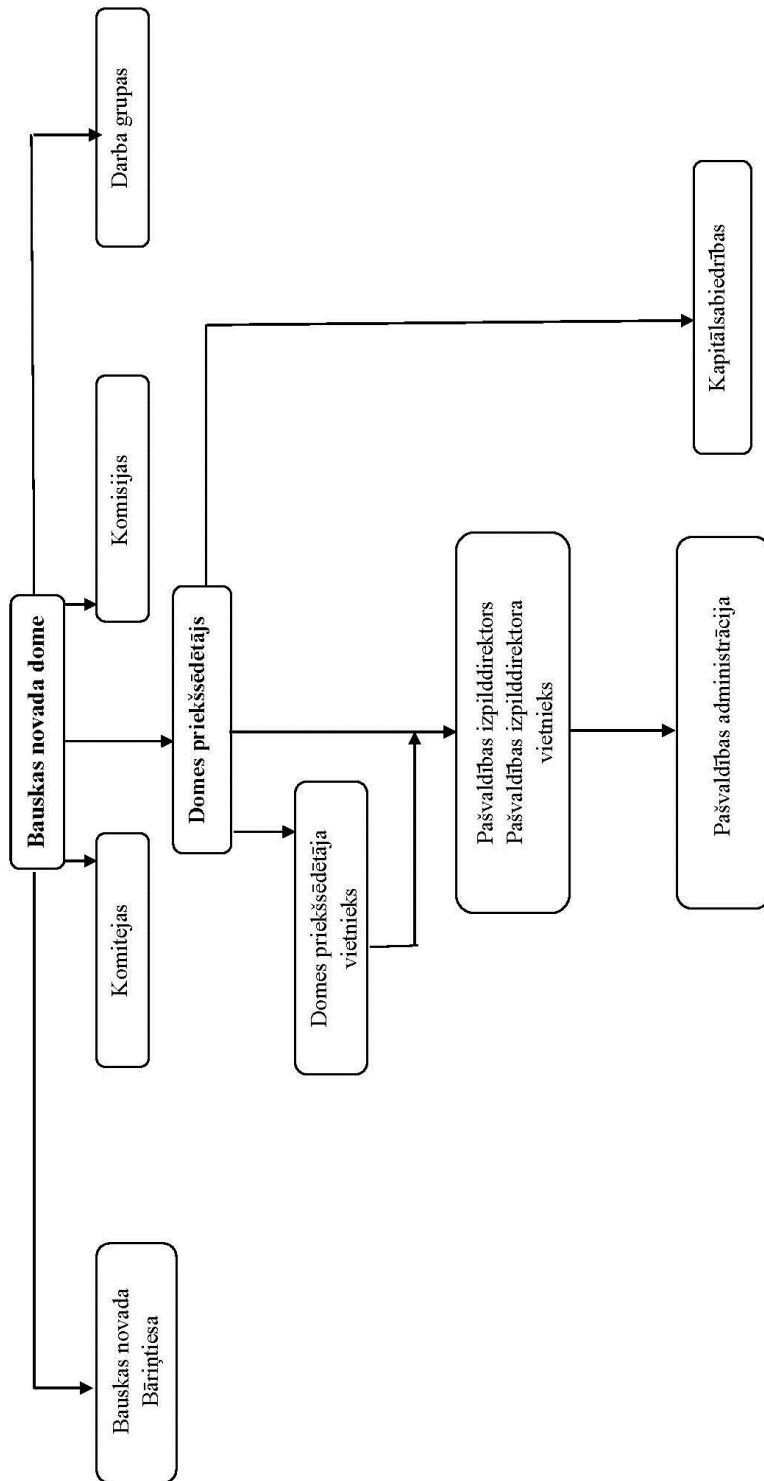 Bauskas novada dome
Bauskas novada
Bāriņtiesa
Komitejas
Komisijas
Darba grupas
Domes priekšsēdētājs
Domes priekšsēdētāja
vietnieks
Pašvaldības izpilddirektors
Pašvaldības izpilddirektora
vietnieks
Pašvaldības administrācija
Kapitālsabiedrības